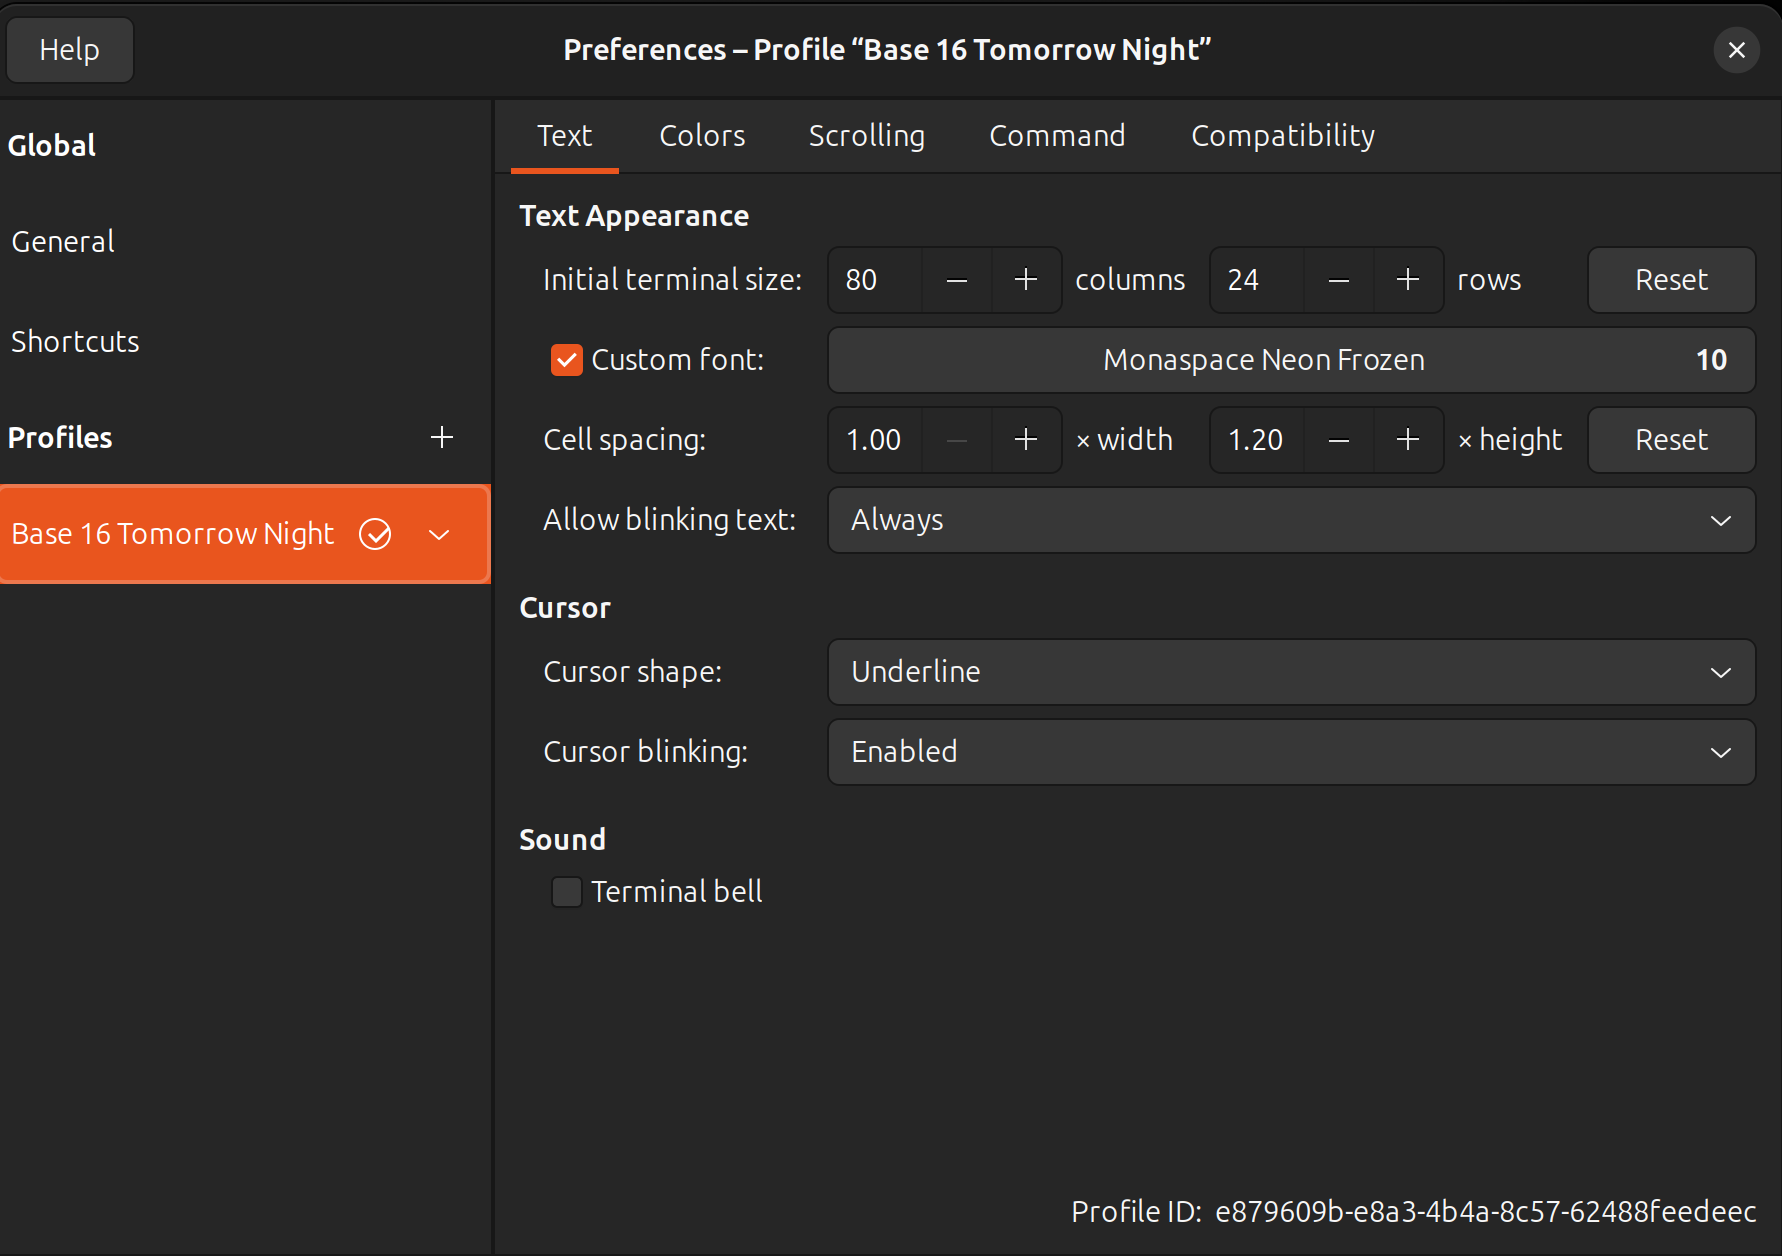 Help
Preferences – Profile “Base 16 Tomorrow Night”
Global
General
Shortcuts
Profiles
Base 16 Tomorrow Night
Text Colors Scrolling Command Compatibility
Text Appearance
Initial terminal size: 80 columns 24 rows Reset
Custom font: Monaspace Neon Frozen 10
Cell spacing: 1.00 × width 1.20 × height Reset
Allow blinking text: Always
Cursor
Cursor shape: Underline
Cursor blinking: Enabled
Sound
Terminal bell
Profile ID: e879609b-e8a3-4b4a-8c57-62488feedeec